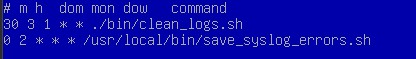 # m h  dom mon dow   command
30 3 1 * * ./bin/clean_logs.sh
0 2 * * * /usr/local/bin/save_syslog_errors.sh